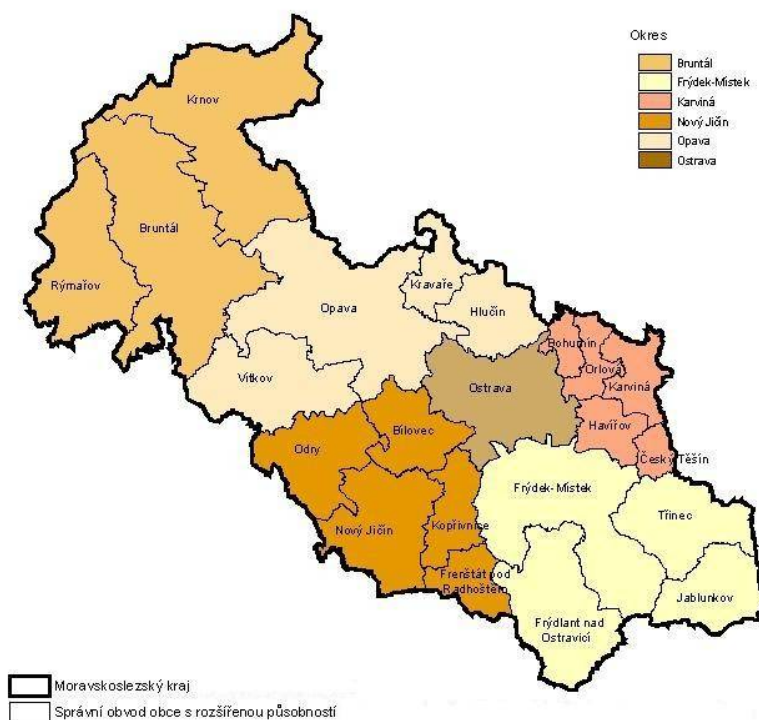 Okres
Bruntál
Frýdek-Místek
Karviná
Nový Jičín
Opava
Ostrava
Krnov
Bruntál
Rýmařov
Opava
Kravaře
Hlučín
Vítkov
Ostrava
Bohumín
Orlová
Karviná
Havířov
Český Těšín
Bílovec
Odry
Nový Jičín
Kopřivnice
Frenštát pod
Radhoštěm
Frýdek-Místek
Třinec
Jablunkov
Frýdlant nad
Ostravicí
Moravskoslezský kraj
Správní obvod obce s rozšířenou působností